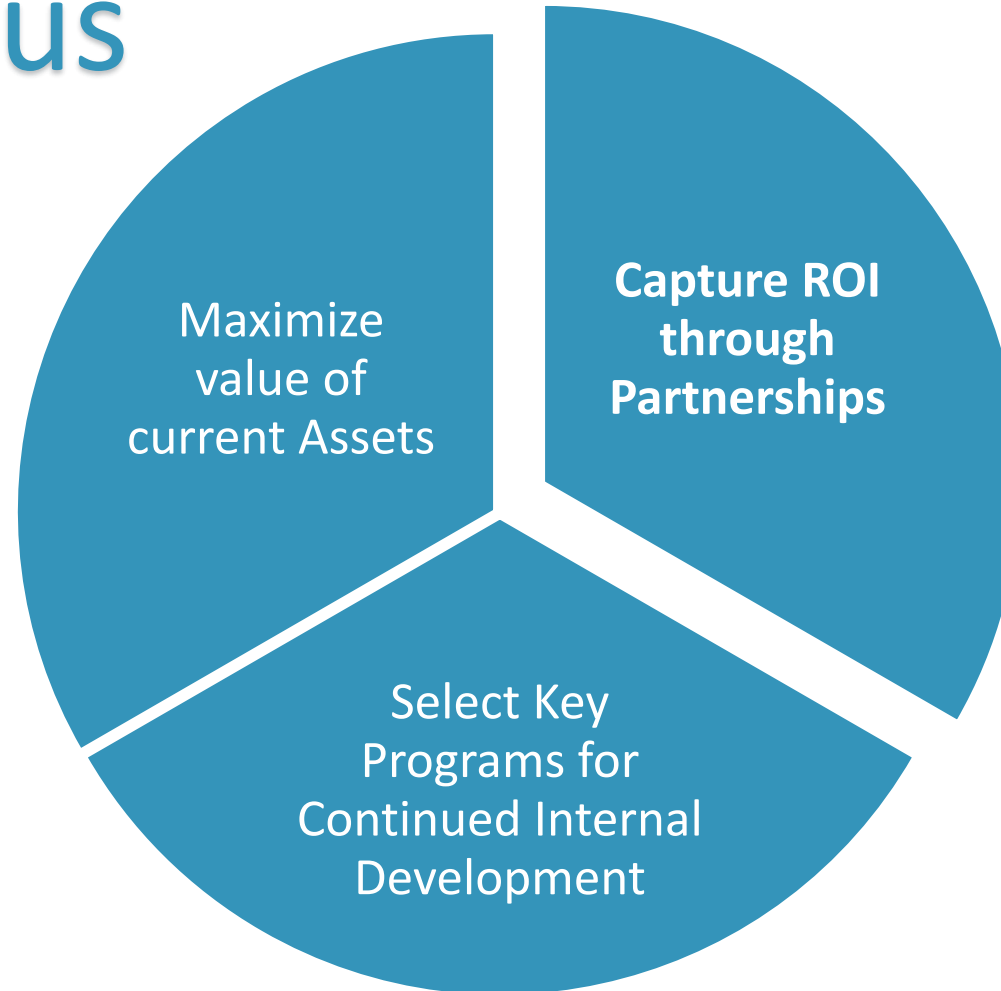 us
Maximize
value of
current Assets
Capture ROI
through
Partnerships
Select Key
Programs for
Continued Internal
Development